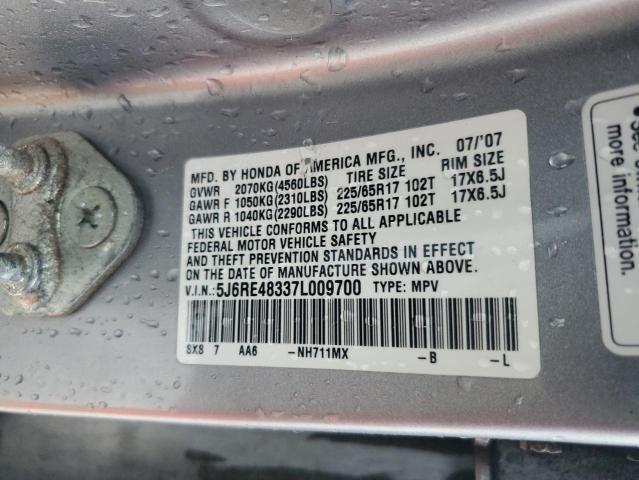 MFD. BY HONDA OF AMERICA MFG., INC. 07/'07
GVWR 2070KG(4560LBS) TIRE SIZE RIM SIZE
GAWR F 1050KG(2310LBS) 225/65R17 102T 17X6.5J
GAWR R 1040KG(2290LBS) 225/65R17 102T 17X6.5J
THIS VEHICLE CONFORMS TO ALL APPLICABLE
FEDERAL MOTOR VEHICLE SAFETY
AND THEFT PREVENTION STANDARDS IN EFFECT
ON THE DATE OF MANUFACTURE SHOWN ABOVE.
V.I.N.: 5J6RE48337L009700 TYPE: MPV
SXS 7 AA6 -NH711MX -B -L
more information.